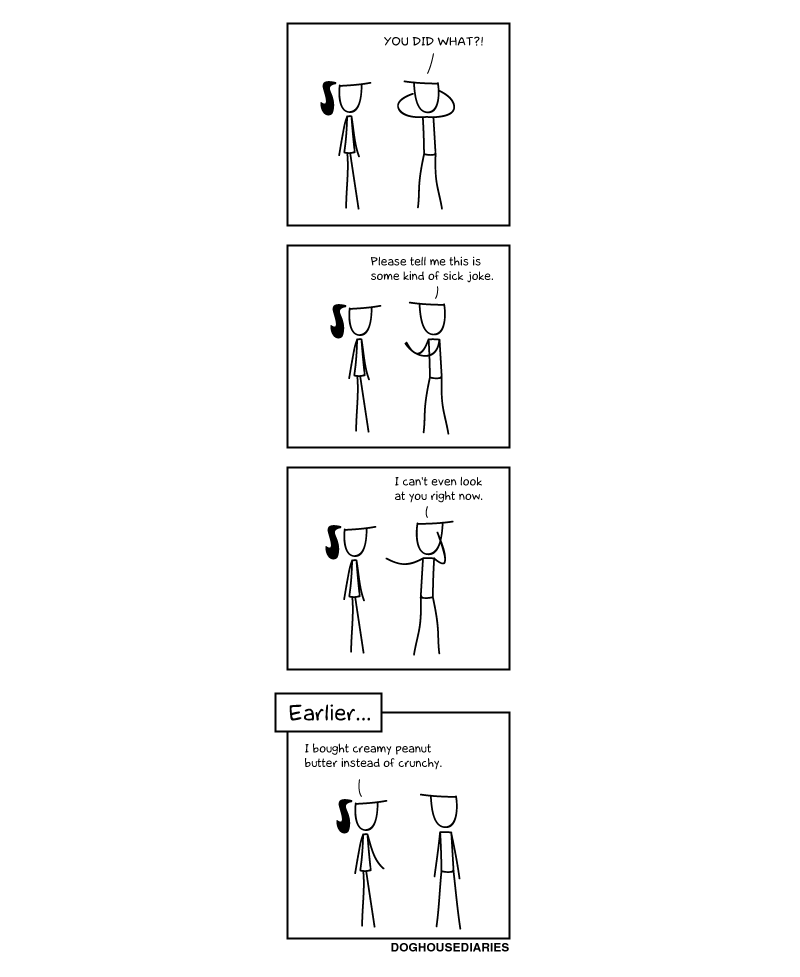 YOU DID WHAT?!
Please tell me this is
some kind of sick joke.
I can't even look
at you right now.
Earlier...
I bought creamy peanut
butter instead of crunchy.
DOGHOUSEDIARIES